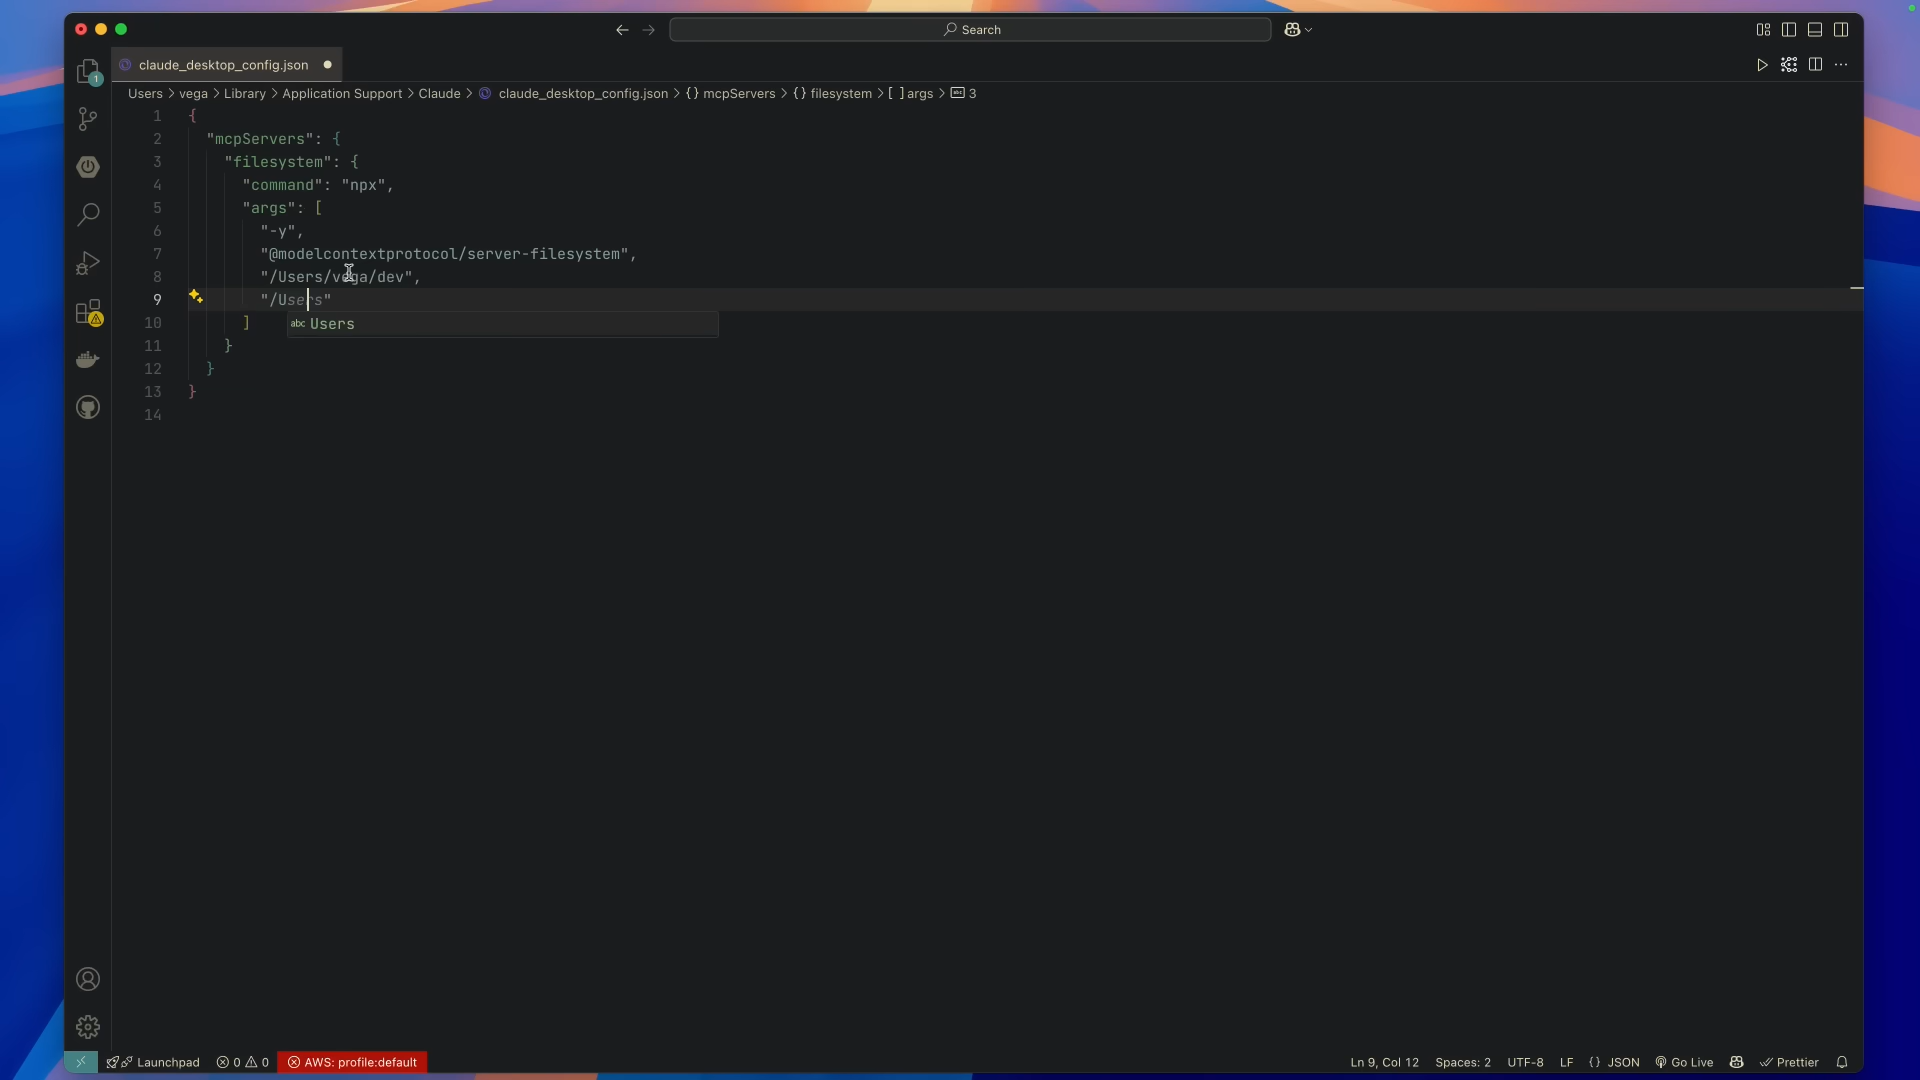 Search
claude_desktop_config.json
1
Users > vega > Library > Application Support > Claude > claude_desktop_config.json > {} mcpServers > {} filesystem > [ ] args > abc 3
1 {
2 "mcpServers": {
3 "filesystem": {
4 "command": "npx",
5 "args": [
6 "-y",
7 "@modelcontextprotocol/server-filesystem",
8 "/Users/vega/dev",
9 "/Users"
10 ]
abc Users
11 }
12 }
13 }
14
Launchpad 0 0 AWS: profile:default Ln 9, Col 12 Spaces: 2 UTF-8 LF {} JSON Go Live Prettier